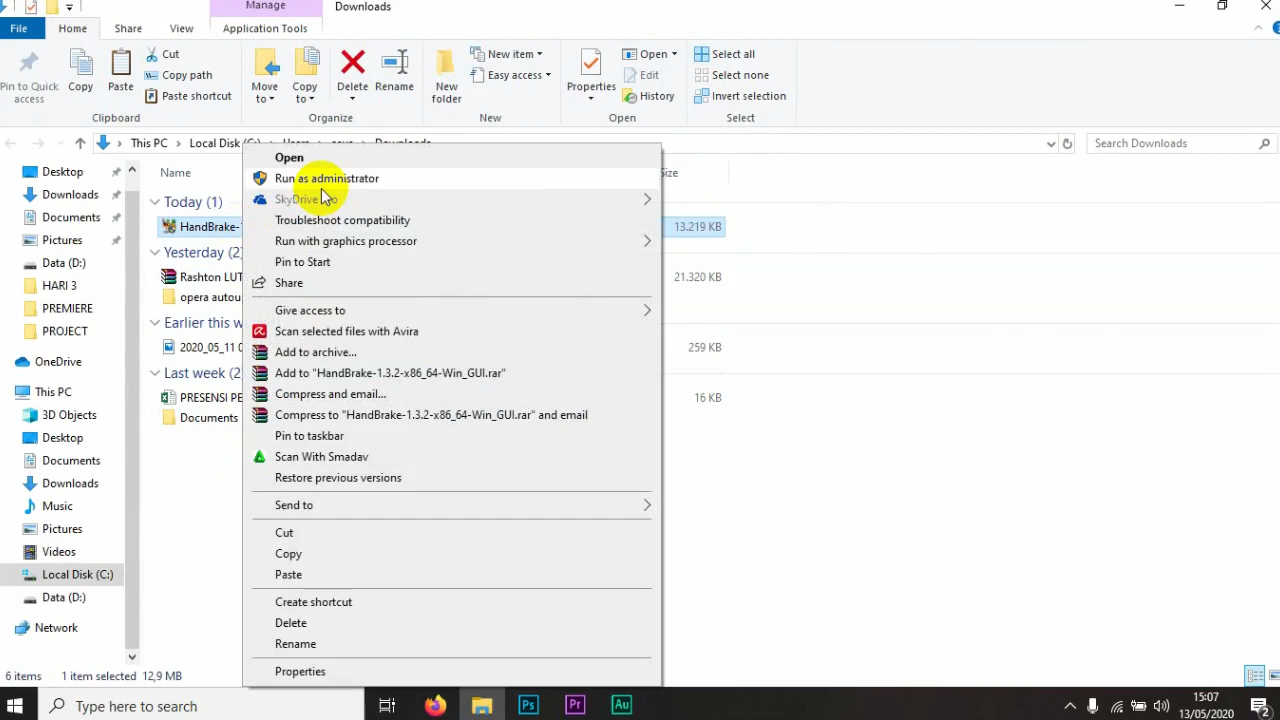 Manage
Downloads
File
Home
Share
View
Application Tools
Pin to Quick access
Copy
Paste
Cut
Copy path
Paste shortcut
Clipboard
Move to
Copy to
Delete
Rename
Organize
New folder
New item
Easy access
New
Properties
Open
Edit
History
Open
Select all
Select none
Invert selection
Select
This PC
Local Disk (C:)
Downloads
Search Downloads
Name
Desktop
Downloads
Documents
Pictures
Data (D:)
HARI 3
PREMIERE
PROJECT
OneDrive
This PC
3D Objects
Desktop
Documents
Downloads
Music
Pictures
Videos
Local Disk (C:)
Data (D:)
Network
Today (1)
HandBrake-1
13.219 KB
Yesterday (2)
Rashton LUT
21.320 KB
opera autou
Earlier this w
2020_05_11
259 KB
Last week (2)
PRESENSI PE
16 KB
Documents
Open
Run as administrator
SkyDrive
Troubleshoot compatibility
Run with graphics processor
Pin to Start
Share
Give access to
Scan selected files with Avira
Add to archive...
Add to "HandBrake-1.3.2-x86_64-Win_GUI.rar"
Compress and email...
Compress to "HandBrake-1.3.2-x86_64-Win_GUI.rar" and email
Pin to taskbar
Scan With Smadav
Restore previous versions
Send to
Cut
Copy
Paste
Create shortcut
Delete
Rename
Properties
6 items 1 item selected 12,9 MB
Type here to search
Ps
Pr
Au
15:07
13/05/2020
2